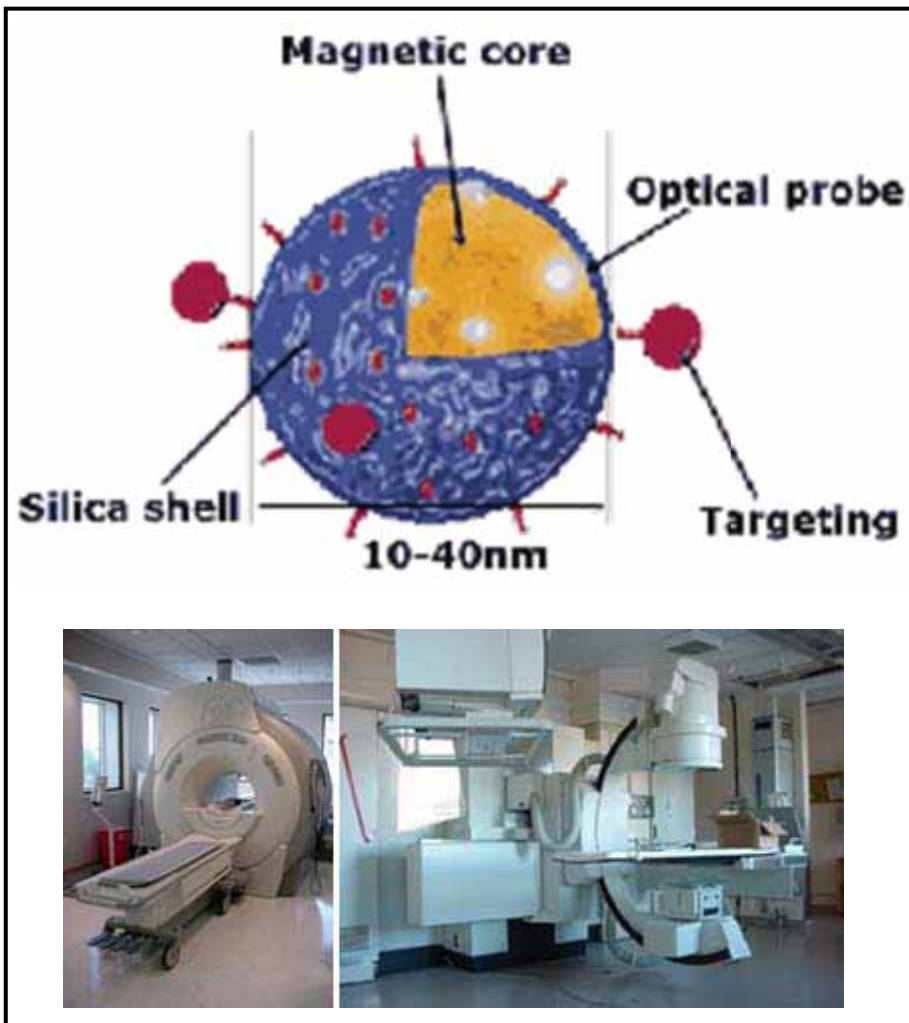 Magnetic core
Optical probe
Silica shell
Targeting
10-40nm